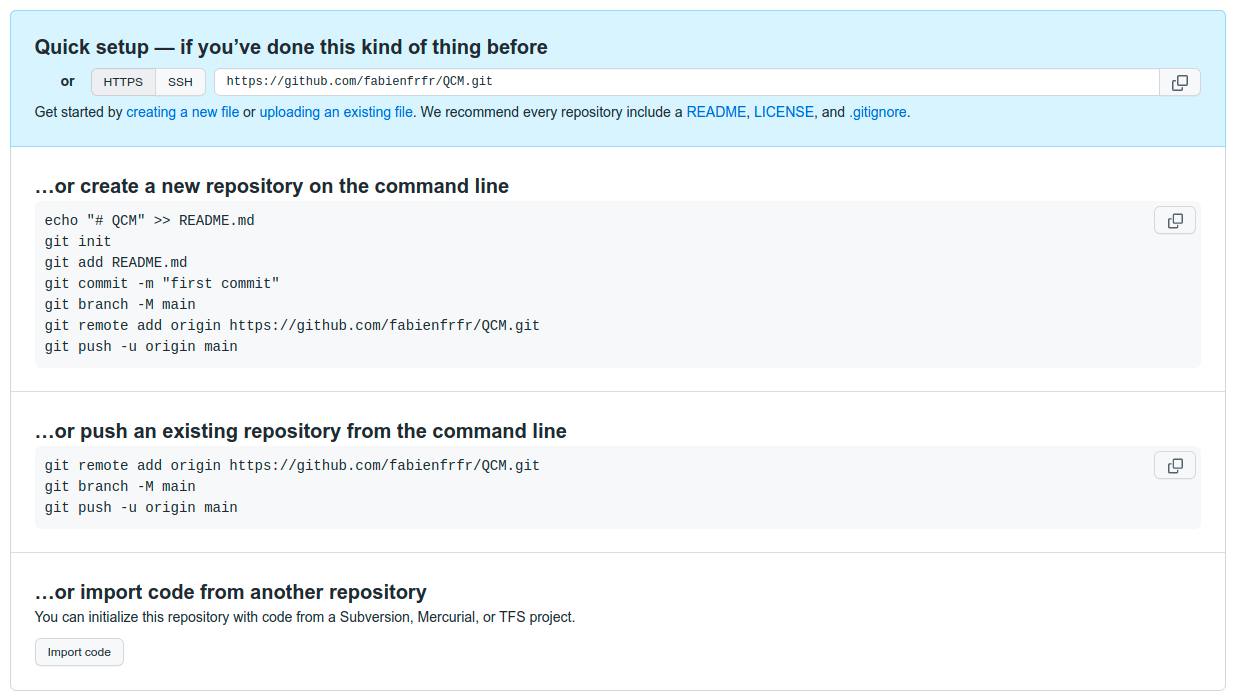 Quick setup — if you’ve done this kind of thing before
or HTTPS SSH https://github.com/fabienfrfr/QCM.git
Get started by creating a new file or uploading an existing file. We recommend every repository include a README, LICENSE, and .gitignore.
…or create a new repository on the command line
echo "# QCM" >> README.md
git init
git add README.md
git commit -m "first commit"
git branch -M main
git remote add origin https://github.com/fabienfrfr/QCM.git
git push -u origin main
…or push an existing repository from the command line
git remote add origin https://github.com/fabienfrfr/QCM.git
git branch -M main
git push -u origin main
…or import code from another repository
You can initialize this repository with code from a Subversion, Mercurial, or TFS project.
Import code